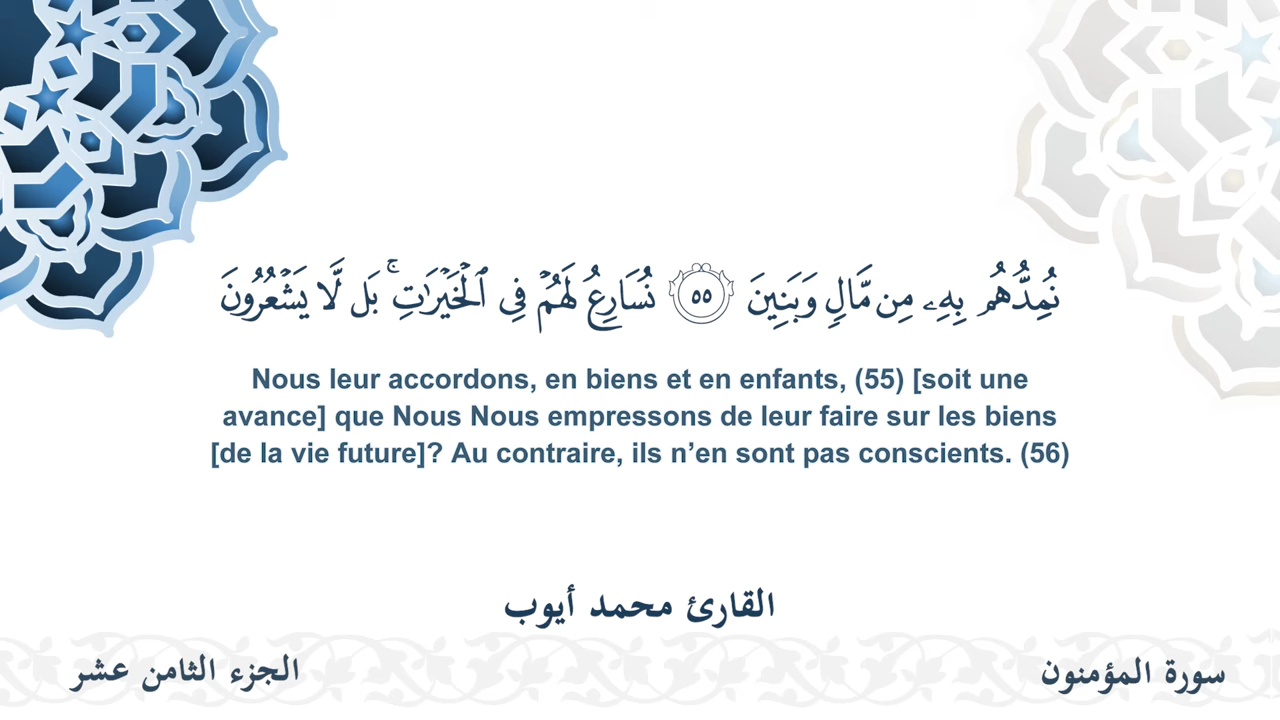 نُمِدُّهُم بِهِۦ مِن مَّالٍ وَبَنِينَ ٥٥ نُسَارِعُ لَهُمْ فِى ٱلْخَيْرَٰتِ ۚ بَل لَّا يَشْعُرُونَ
Nous leur accordons, en biens et en enfants, (55) [soit une
avance] que Nous Nous empressons de leur faire sur les biens
[de la vie future]? Au contraire, ils n’en sont pas conscients. (56)
القارئ محمد أيوب
سورة المؤمنون
الجزء الثامن عشر